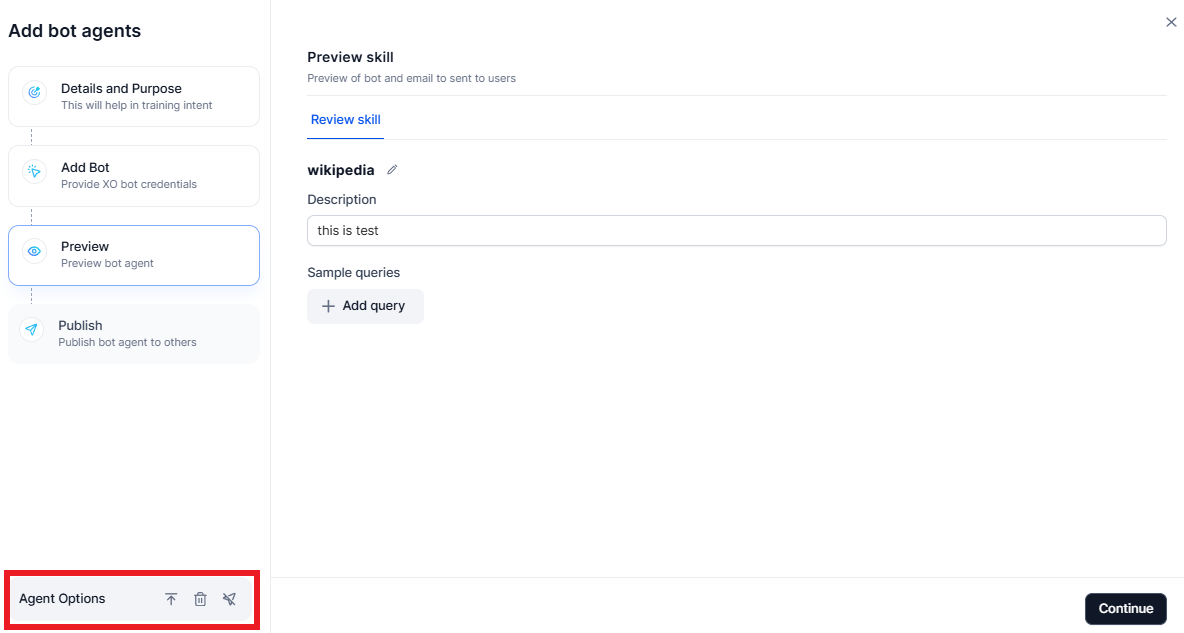 Add bot agents
Details and Purpose
This will help in training intent
Add Bot
Provide XO bot credentials
Preview
Preview bot agent
Publish
Publish bot agent to others
Agent Options
Preview skill
Preview of bot and email to sent to users
Review skill
wikipedia
Description
this is test
Sample queries
Add query
Continue